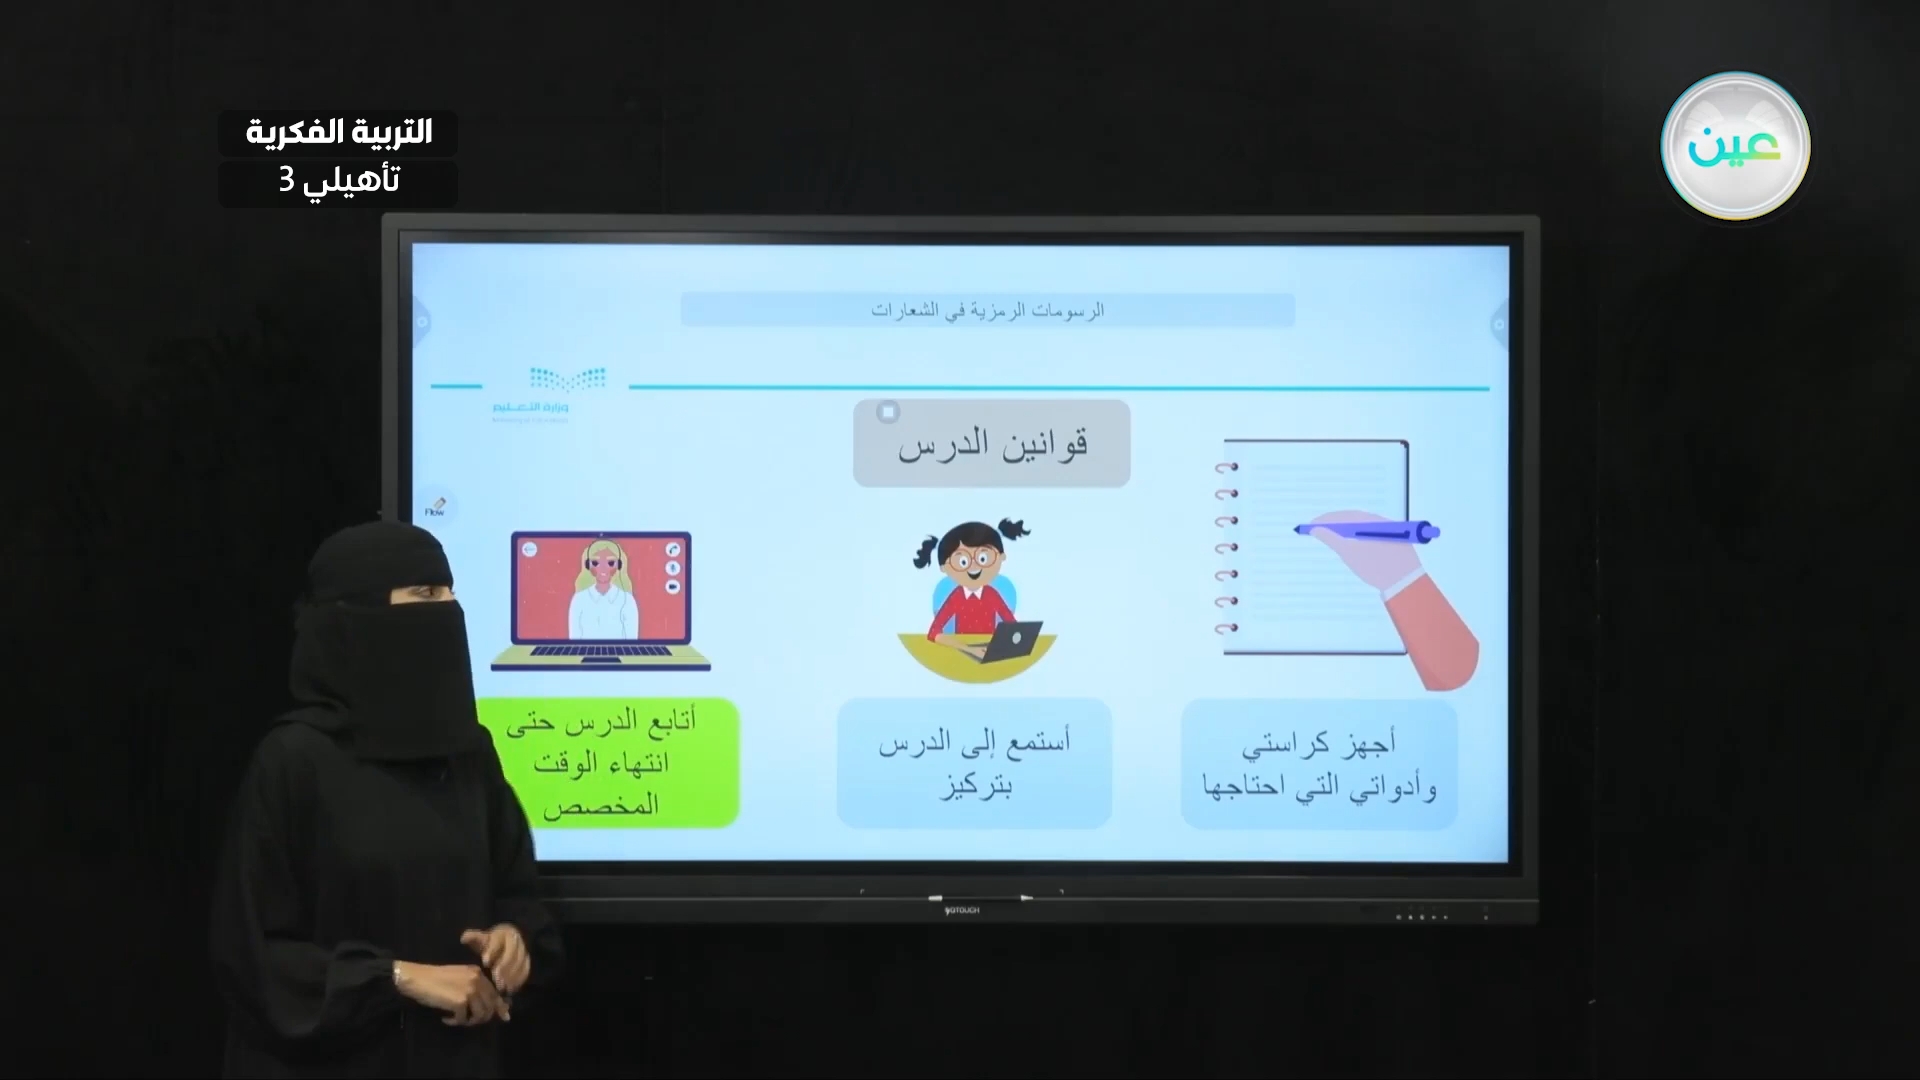 التربية الفكرية
تأهيلي 3
عين
الرسومات الرمزية في الشعارات
وزارة التعليم
قوانين الدرس
Flow
أجهز كراستي
وأدواتي التي احتاجها
أستمع إلى الدرس
بتركيز
أتابع الدرس حتى
انتهاء الوقت
المخصص